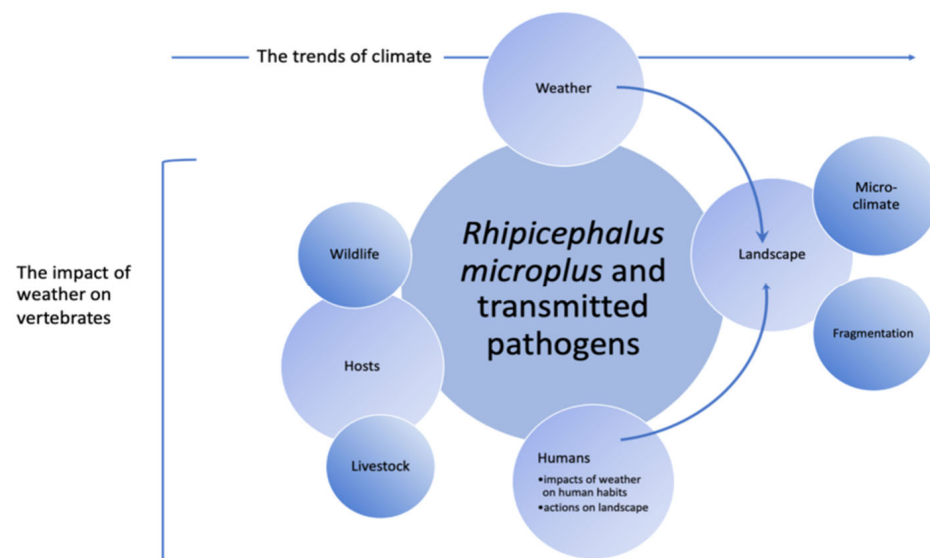 The trends of climate
Weather
Micro-
climate
Wildlife
Rhipicephalus
microplus and
transmitted
pathogens
Landscape
The impact of
weather on
vertebrates
Fragmentation
Hosts
Livestock
Humans
•impacts of weather
on human habits
•actions on landscape